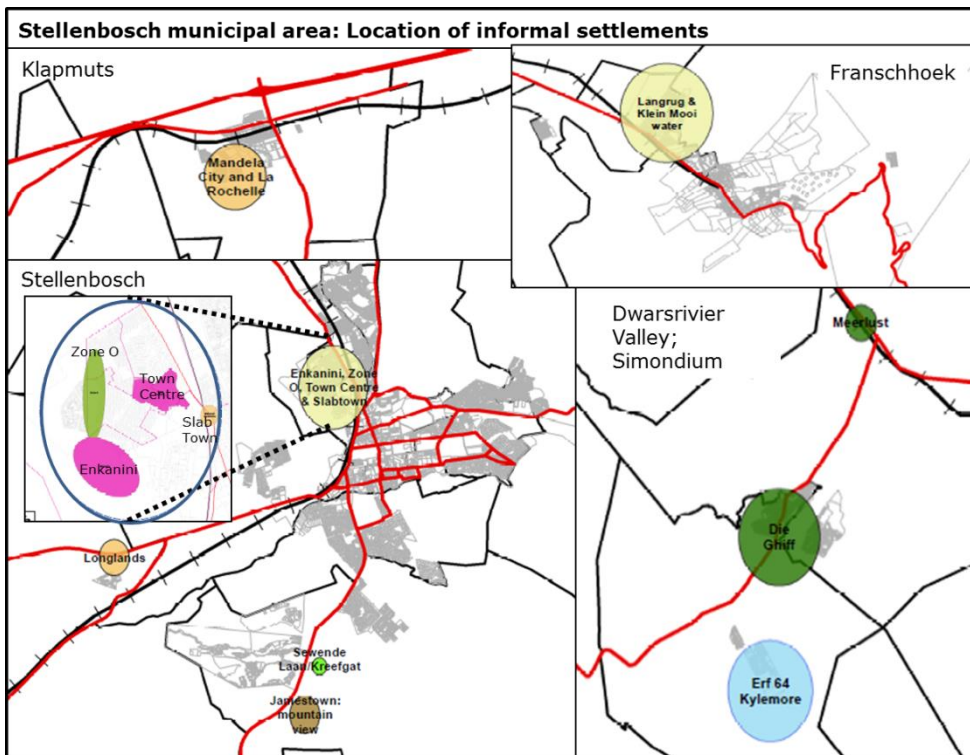 Stellenbosch municipal area: Location of informal settlements
Klapmuts
Mandela
City and La
Rochelle
Franschhoek
Langrug &
Klein Mooi
water
Stellenbosch
Zone O
Town
Centre
Slab
Town
Enkanini
Enkanini, Zone
O, Town Centre
& Slabtown
Longlands
Sewende
Laan/Kreefgat
Jamestown:
mountain
view
Dwarsrivier
Valley;
Simondium
Meerlust
Die
Ghiff
Erf 64
Kylemore